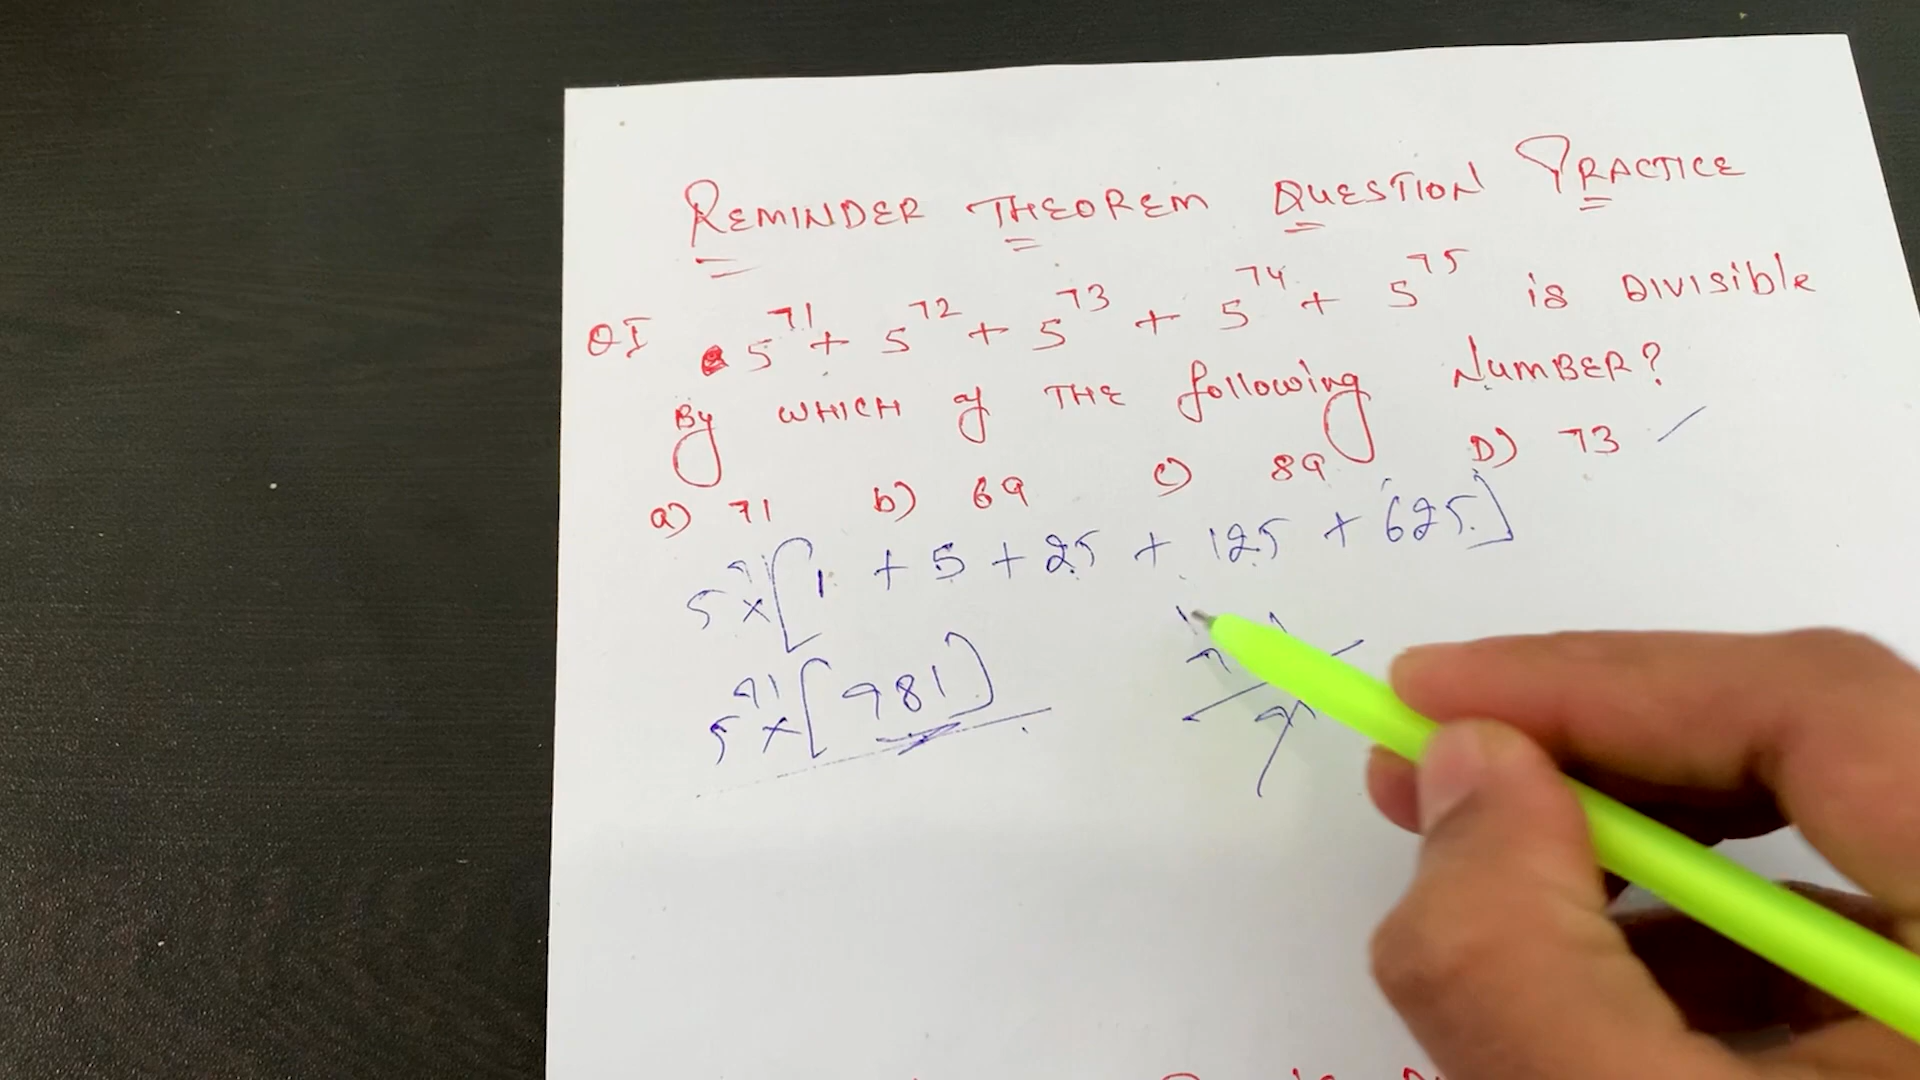 REMINDER THEOREM QUESTION PRACTICE
Q1 5^71 + 5^72 + 5^73 + 5^74 + 5^75 is DIVISIBLE
By WHICH of THE following NUMBER?
a) 71 b) 69 c) 89 D) 73
5^71 × [1 + 5 + 25 + 125 + 625]
5^71 × [781]